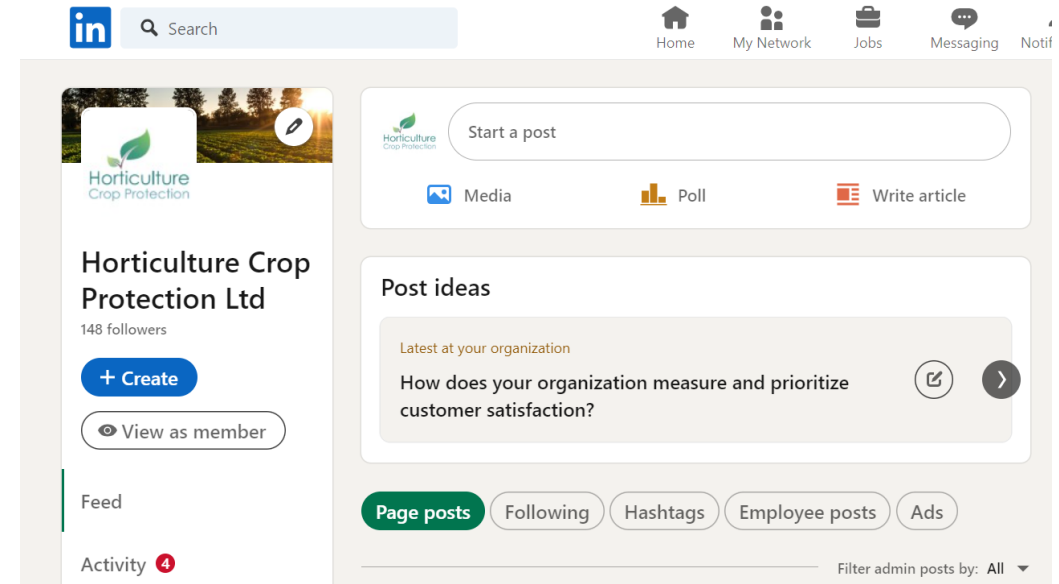 in
Search
Home
My Network
Jobs
Messaging
Horticulture
Crop Protection
Horticulture Crop
Protection Ltd
148 followers
+ Create
View as member
Feed
Activity 4
Horticulture
Crop Protection
Start a post
Media
Poll
Write article
Post ideas
Latest at your organization
How does your organization measure and prioritize
customer satisfaction?
Page posts
Following
Hashtags
Employee posts
Ads
Filter admin posts by: All